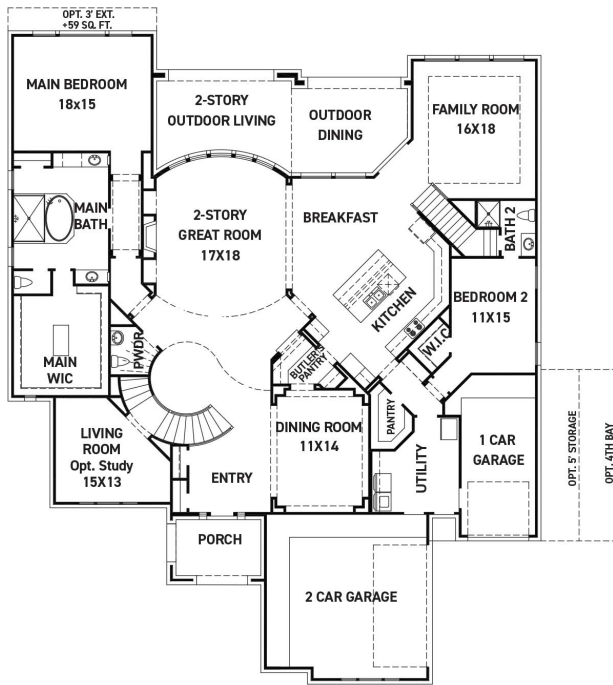 OPT. 3' EXT.
+59 SQ. FT.
MAIN BEDROOM
18x15
2-STORY
OUTDOOR LIVING
OUTDOOR
DINING
FAMILY ROOM
16X18
MAIN
BATH
2-STORY
GREAT ROOM
17X18
BREAKFAST
BATH 2
KITCHEN
BEDROOM 2
11X15
W.I.C
MAIN
WIC
PWDR
BUTLER'S
PANTRY
PANTRY
LIVING
ROOM
Opt. Study
15X13
DINING ROOM
11X14
ENTRY
UTILITY
1 CAR
GARAGE
OPT. 5' STORAGE
OPT. 4TH BAY
PORCH
2 CAR GARAGE